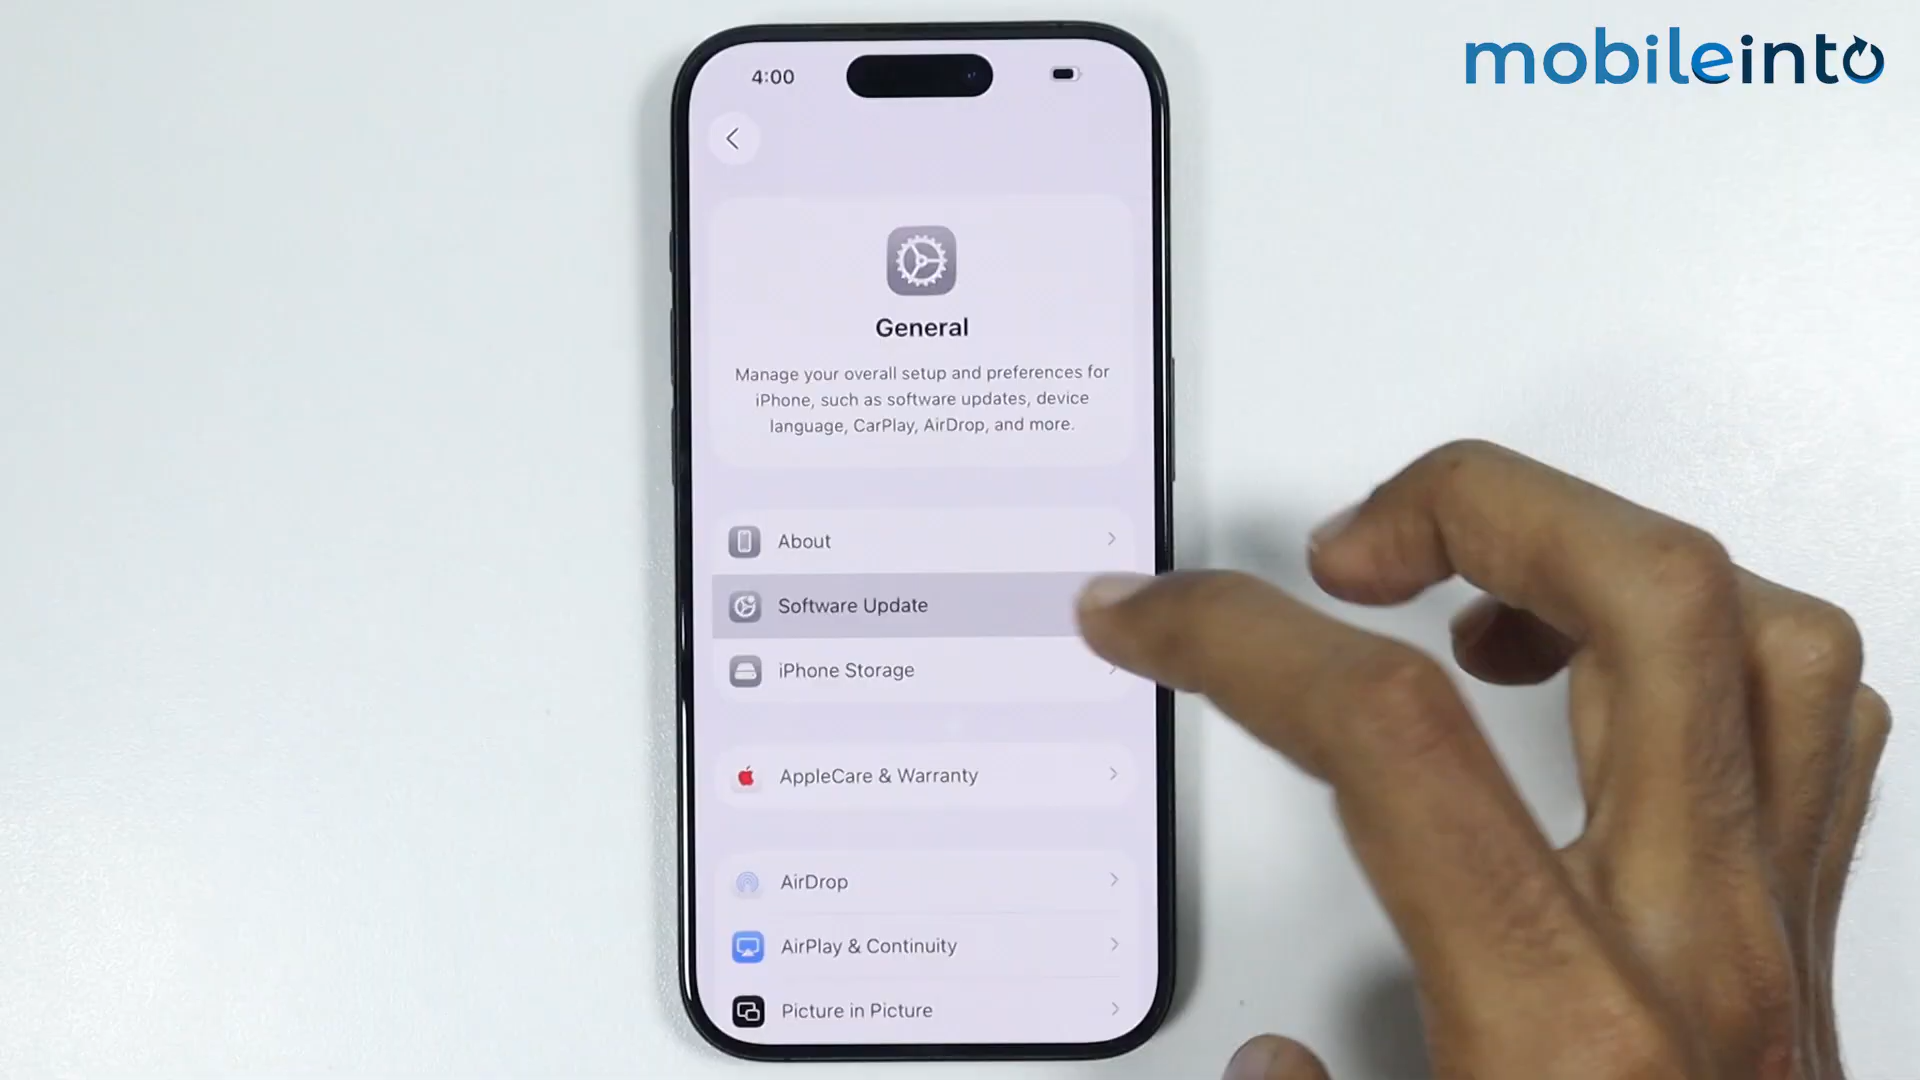 mobileinto
4:00
General
Manage your overall setup and preferences for
iPhone, such as software updates, device
language, CarPlay, AirDrop, and more.
About
Software Update
iPhone Storage
AppleCare & Warranty
AirDrop
AirPlay & Continuity
Picture in Picture